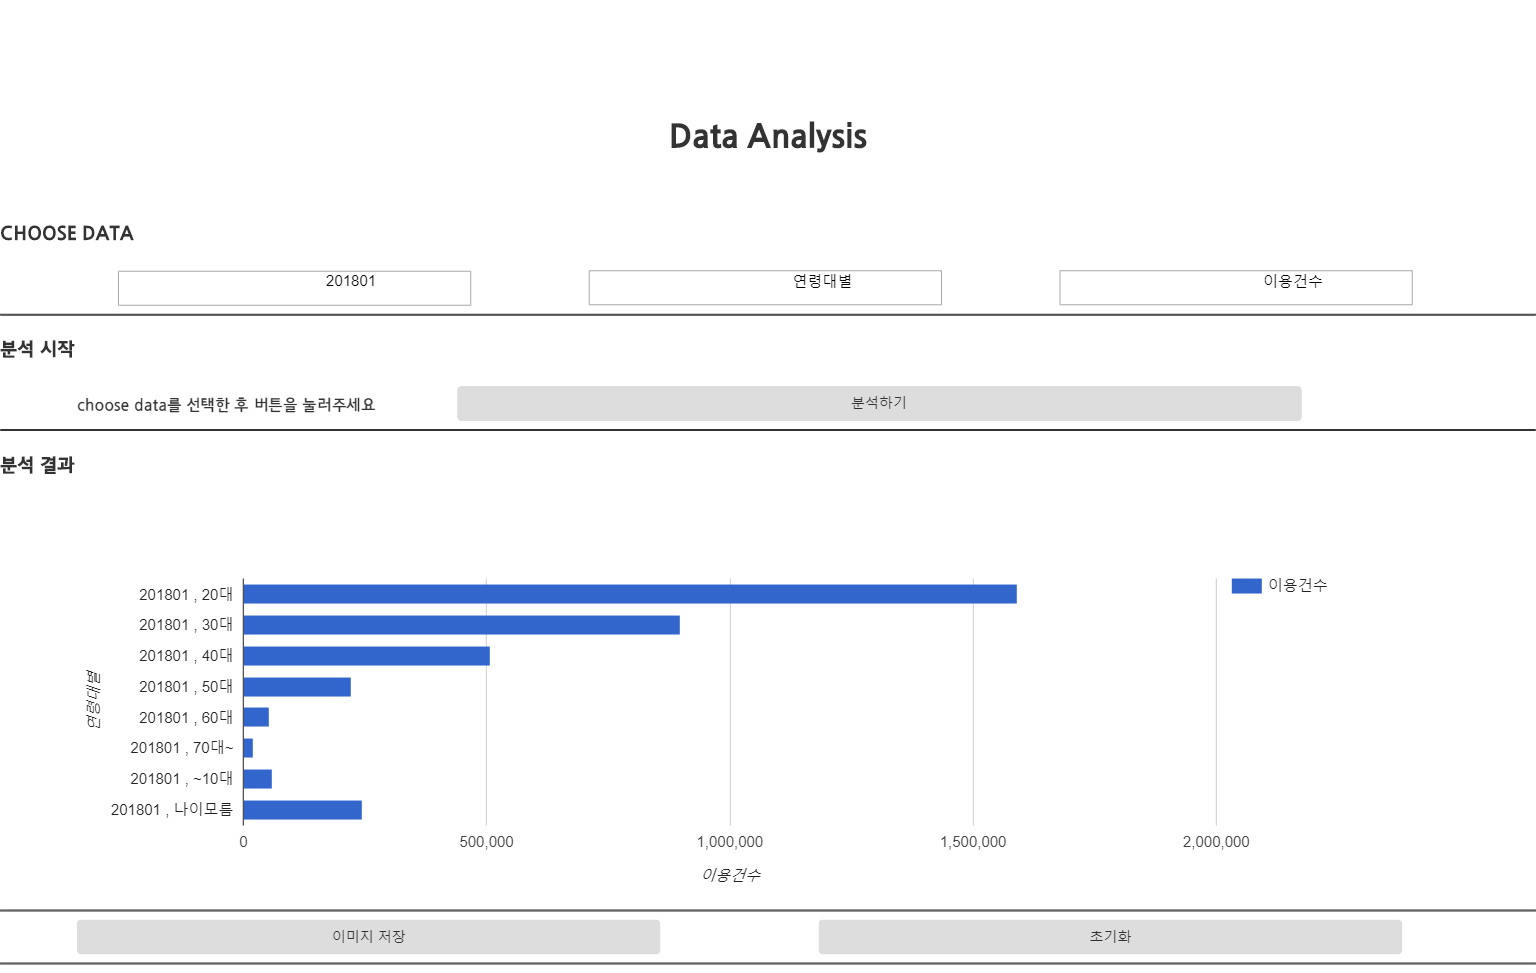 Data Analysis
CHOOSE DATA
201801 연령대별 이용건수
분석 시작
choose data를 선택한 후 버튼을 눌러주세요 분석하기
분석 결과
이용건수
연령대별
201801 , 20대
201801 , 30대
201801 , 40대
201801 , 50대
201801 , 60대
201801 , 70대~
201801 , ~10대
201801 , 나이모름
0 500,000 1,000,000 1,500,000 2,000,000
이용건수
이미지 저장 초기화